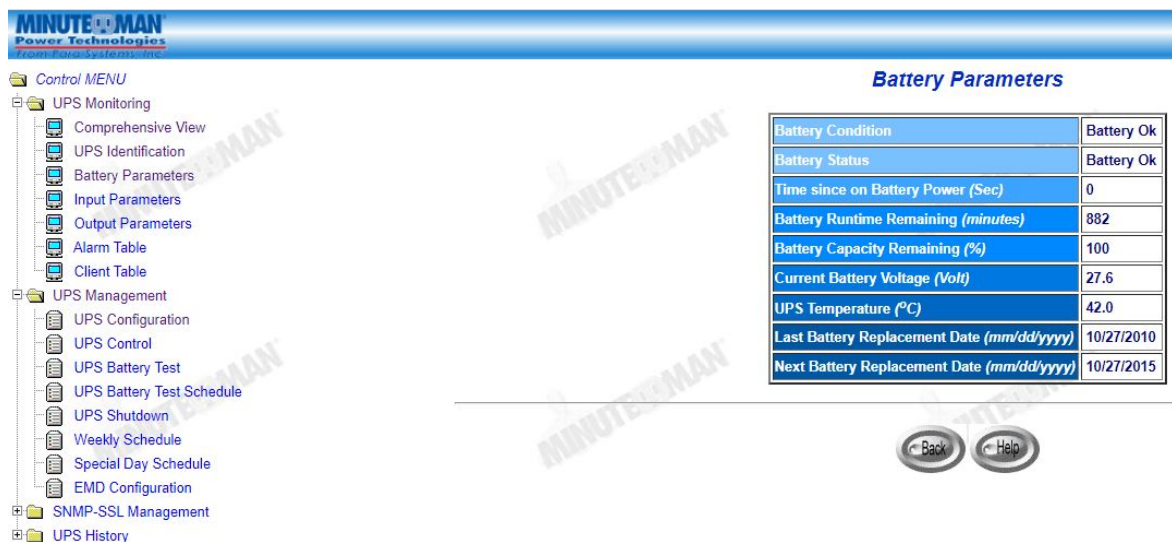 MINUTEMAN
Power Technologies
From Para Systems, Inc.
Control MENU
UPS Monitoring
Comprehensive View
UPS Identification
Battery Parameters
Input Parameters
Output Parameters
Alarm Table
Client Table
UPS Management
UPS Configuration
UPS Control
UPS Battery Test
UPS Battery Test Schedule
UPS Shutdown
Weekly Schedule
Special Day Schedule
EMD Configuration
SNMP-SSL Management
UPS History
Battery Parameters
Battery Condition Battery Ok
Battery Status Battery Ok
Time since on Battery Power (Sec) 0
Battery Runtime Remaining (minutes) 882
Battery Capacity Remaining (%) 100
Current Battery Voltage (Volt) 27.6
UPS Temperature (ºC) 42.0
Last Battery Replacement Date (mm/dd/yyyy) 10/27/2010
Next Battery Replacement Date (mm/dd/yyyy) 10/27/2015
Back Help
MINUTEMAN
MINUTEMAN
MINUTEMAN
MINUTEMAN